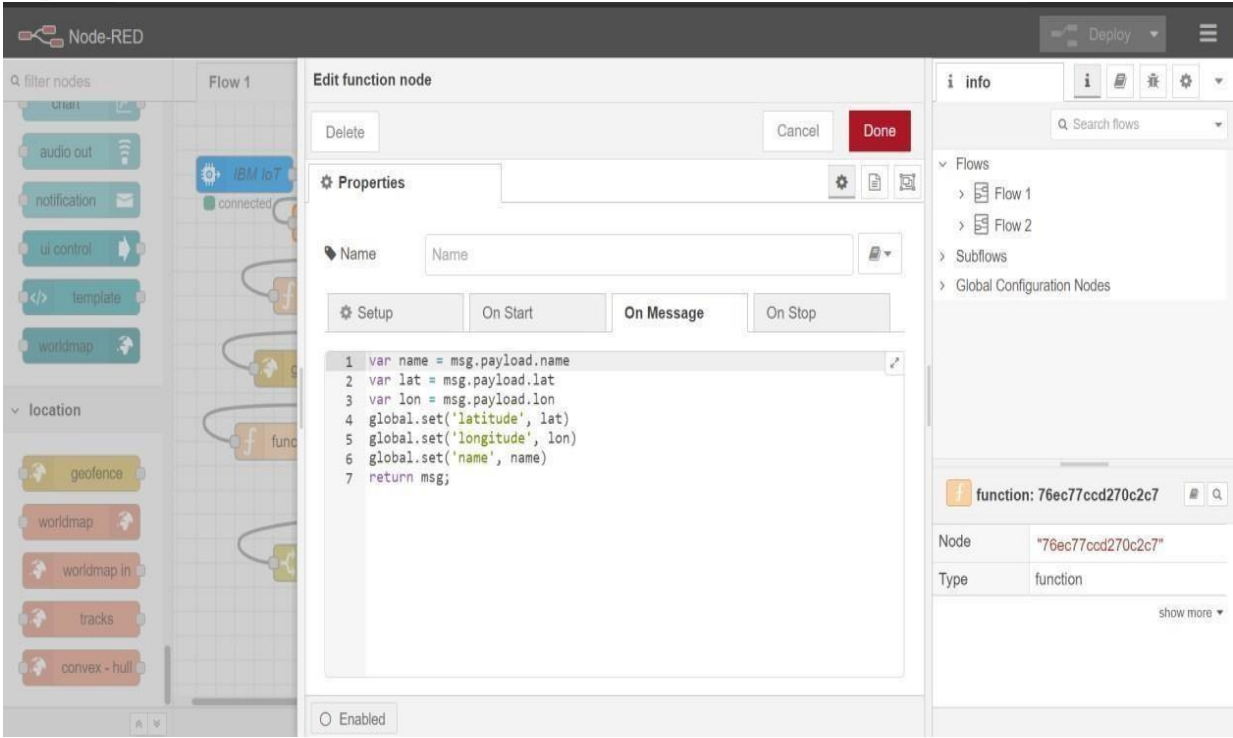 Node-RED
Deploy
filter nodes
chart
audio out
notification
ui control
template
worldmap
location
geofence
worldmap
worldmap in
tracks
convex - hull
Flow 1
IBM IoT
connected
func
Edit function node
Delete
Cancel
Done
Properties
Name
Name
Setup
On Start
On Message
On Stop
1 var name = msg.payload.name
2 var lat = msg.payload.lat
3 var lon = msg.payload.lon
4 global.set('latitude', lat)
5 global.set('longitude', lon)
6 global.set('name', name)
7 return msg;
Enabled
i info
i
Search flows
Flows
Flow 1
Flow 2
Subflows
Global Configuration Nodes
function: 76ec77ccd270c2c7
Node "76ec77ccd270c2c7"
Type function
show more